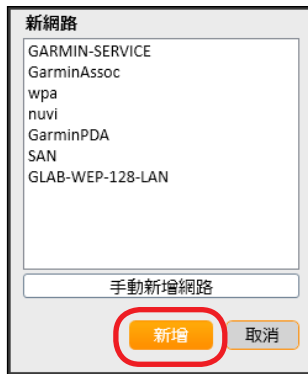 新網路
GARMIN-SERVICE
GarminAssoc
wpa
nuvi
GarminPDA
SAN
GLAB-WEP-128-LAN
手動新增網路
新增 取消